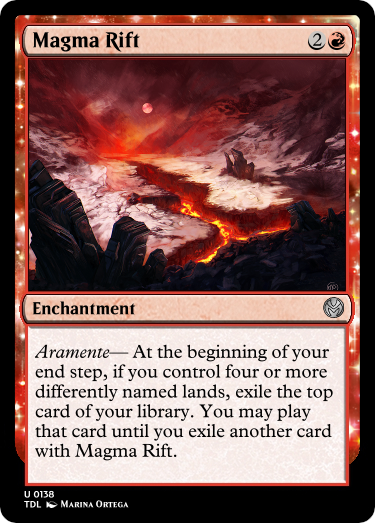 Magma Rift 2
Enchantment
Aramente— At the beginning of your
end step, if you control four or more
differently named lands, exile the top
card of your library. You may play
that card until you exile another card
with Magma Rift.
U 0138
TDL Marina Ortega